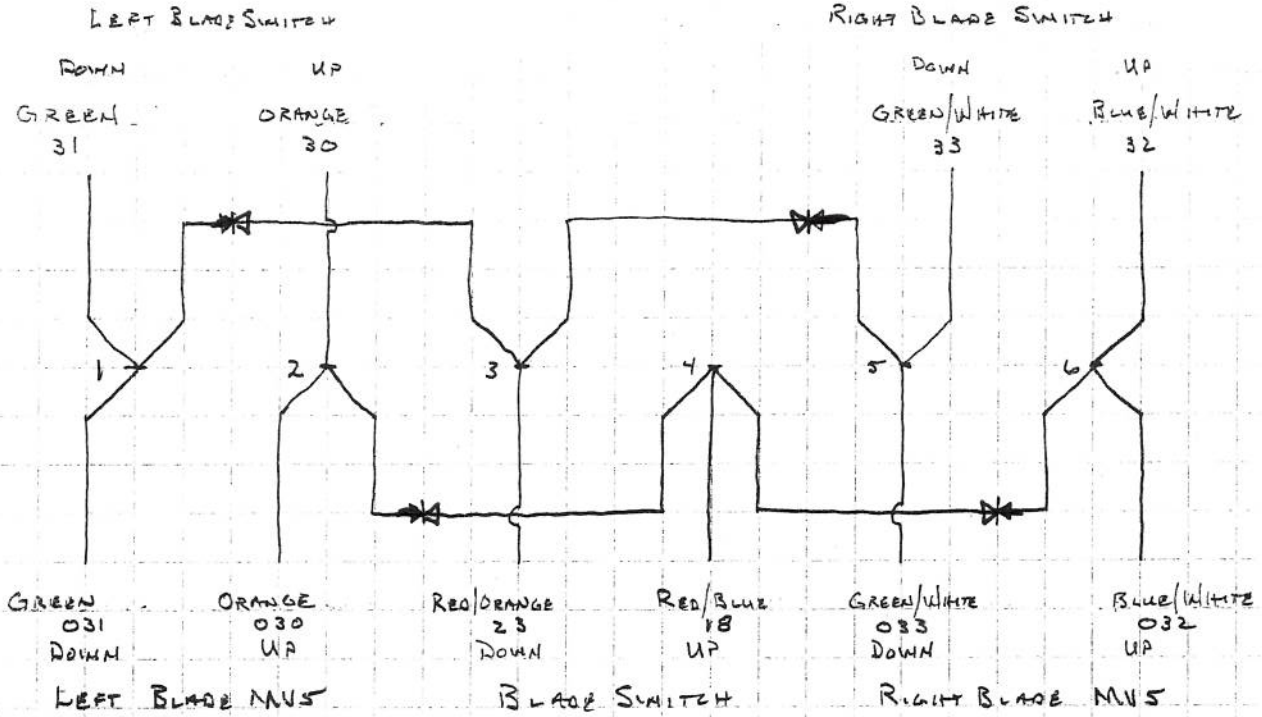 LEFT BLADE SWITCH
RIGHT BLADE SWITCH
DOWN UP DOWN UP
GREEN ORANGE GREEN/WHITE BLUE/WHITE
31 30 33 32
1 2 3 4 5 6
GREEN ORANGE RED/ORANGE RED/BLUE GREEN/WHITE BLUE/WHITE
031 030 23 18 033 032
DOWN UP DOWN UP DOWN UP
LEFT BLADE MV5 BLADE SWITCH RIGHT BLADE MV5